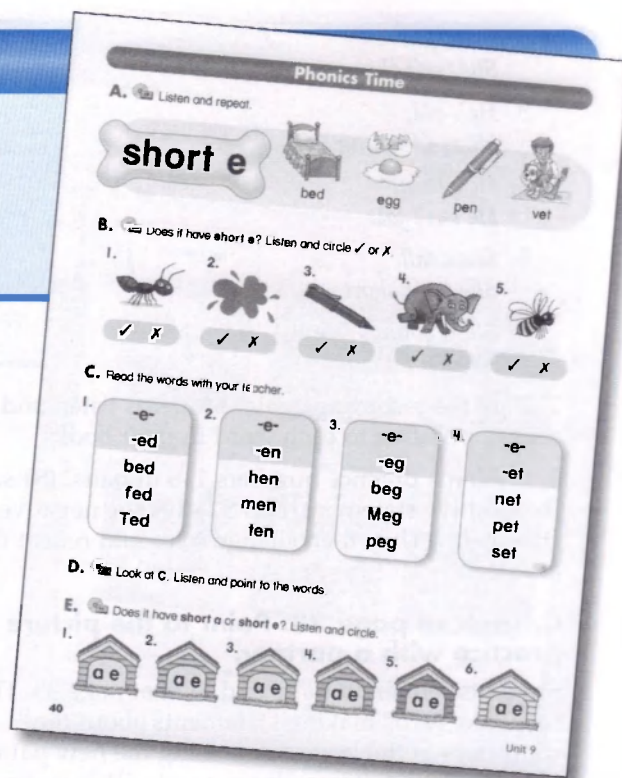 Phonics Time
A. Listen and repeat.
short e
bed egg pen vet
B. Does it have short e? Listen and circle ✓ or ✗.
1. 2. 3. 4. 5.
✓ ✗ ✓ ✗ ✓ ✗ ✓ ✗ ✓ ✗
C. Read the words with your teacher.
1.
-e-
-ed
bed
fed
Ted
2.
-e-
-en
hen
men
ten
3.
-e-
-eg
beg
Meg
peg
4.
-e-
-et
net
pet
set
D. Look at C. Listen and point to the words
E. Does it have short a or short e? Listen and circle.
1. 2. 3. 4. 5. 6.
a e a e a e a e a e a e
40
Unit 9